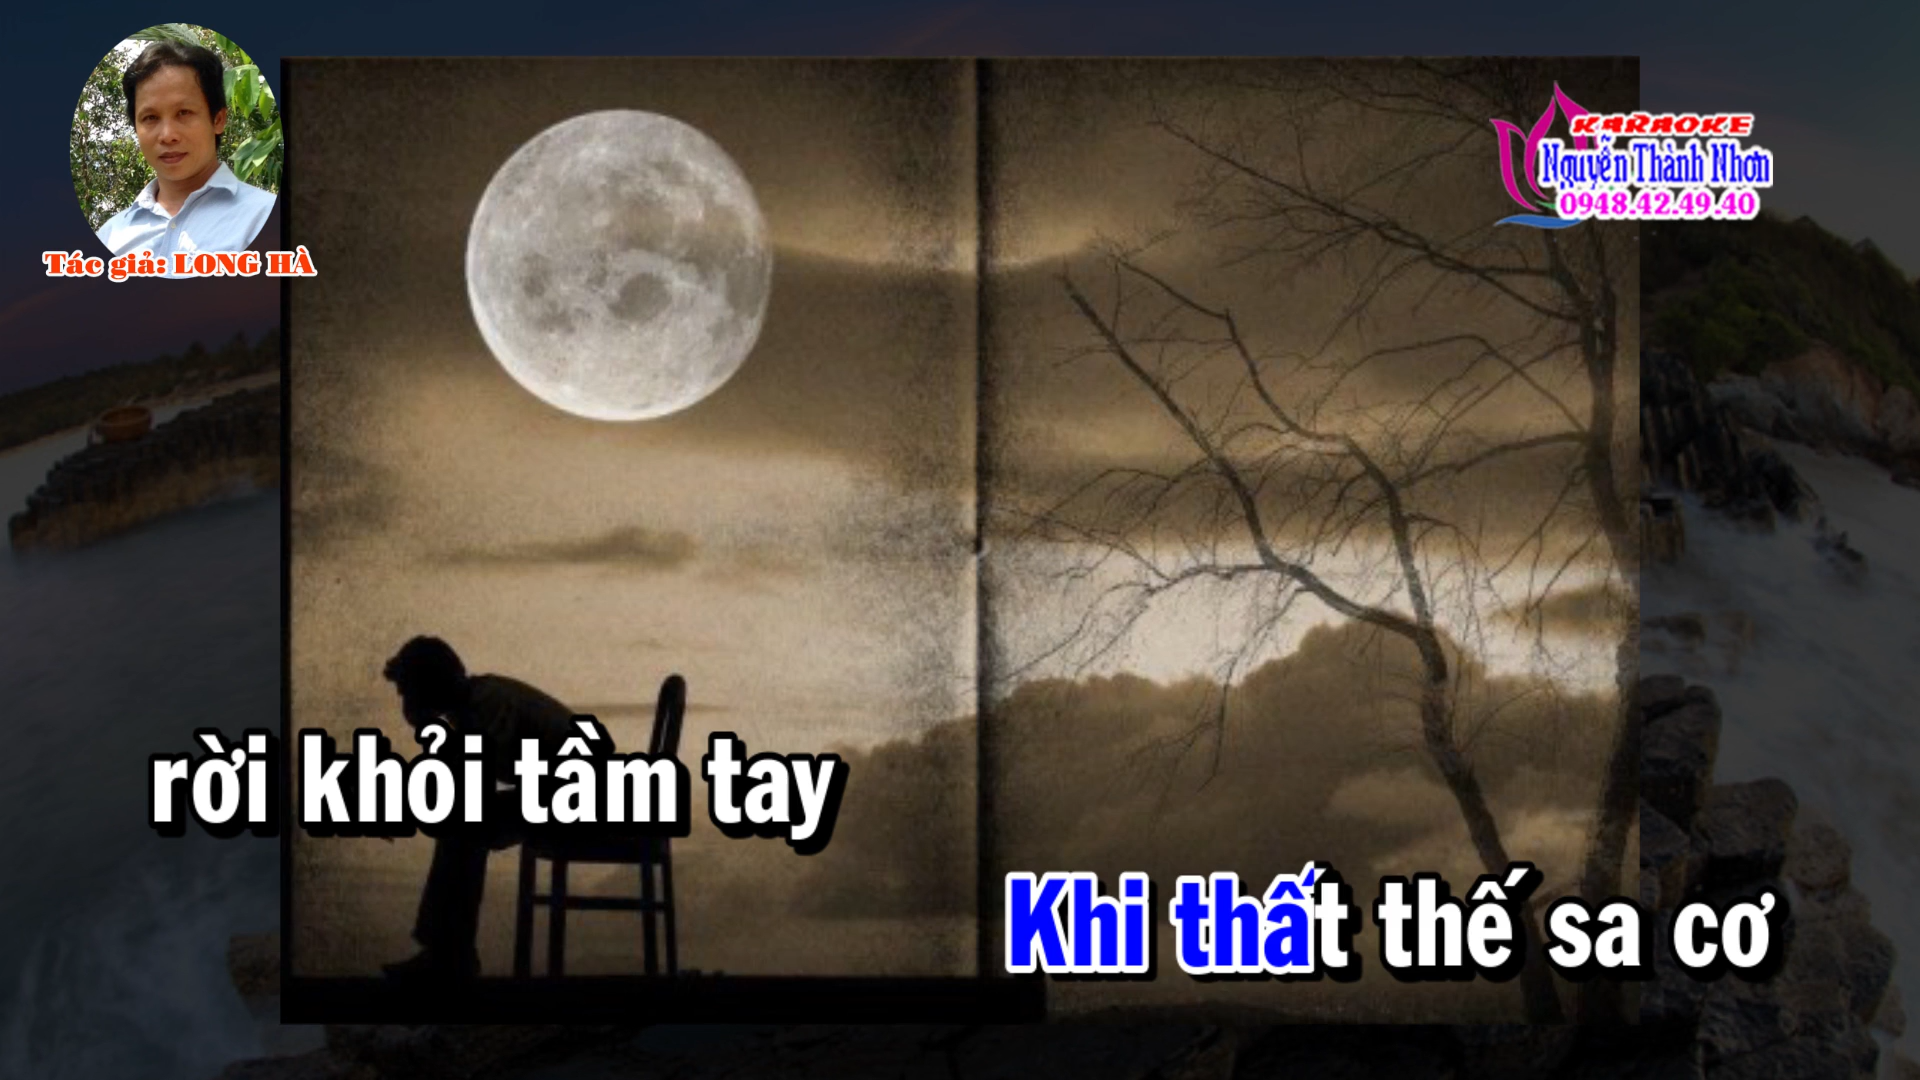 Tác giả: LONG HÀ
KARAOKE
Nguyễn Thành Nhơn
0948.42.49.40
rời khỏi tầm tay
Khi thất thế sa cơ